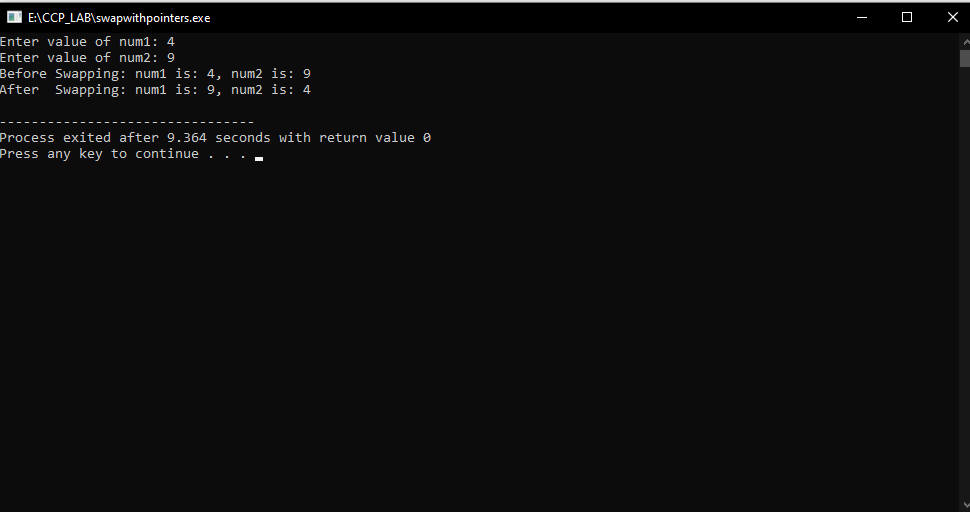 E:\CCP_LAB\swapwithpointers.exe
Enter value of num1: 4
Enter value of num2: 9
Before Swapping: num1 is: 4, num2 is: 9
After  Swapping: num1 is: 9, num2 is: 4
--------------------------------
Process exited after 9.364 seconds with return value 0
Press any key to continue . . .